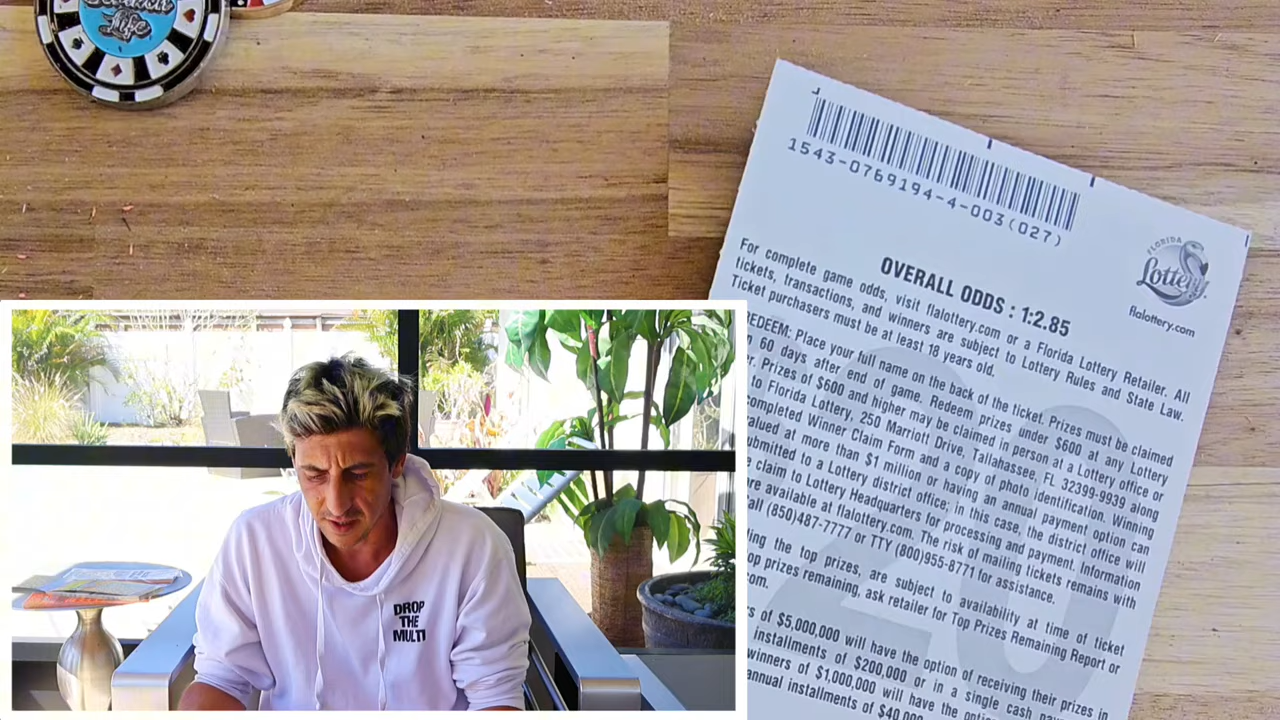 Scratch
Life
1543-0769194-4-003(027)
FLORIDA
Lottery
flalottery.com
OVERALL ODDS : 1:2.85
For complete game odds, visit flalottery.com or a Florida Lottery Retailer. All
tickets, transactions, and winners are subject to Lottery Rules and State Law.
Ticket purchasers must be at least 18 years old.
REDEEM: Place your full name on the back of the ticket. Prizes must be claimed
60 days after end of game. Redeem prizes under $600 at any Lottery
Prizes of $600 and higher may be claimed in person at a Lottery office or
to Florida Lottery, 250 Marriott Drive, Tallahassee, FL 32399-9939 along
completed Winner Claim Form and a copy of photo identification. Winning
valued at more than $1 million or having an annual payment option can
submitted to a Lottery district office; in this case, the district office will
claim to Lottery Headquarters for processing and payment. Information
are available at flalottery.com. The risk of mailing tickets remains with
(850)487-7777 or TTY (800)955-8771 for assistance.
the top prizes, are subject to availability at time of ticket
prizes remaining, ask retailer for Top Prizes Remaining Report or
com.
of $5,000,000 will have the option of receiving their prizes in
installments of $200,000 or in a single cash
winners of $1,000,000 will have the
annual installments of $40,000
DROP
THE
MULTI